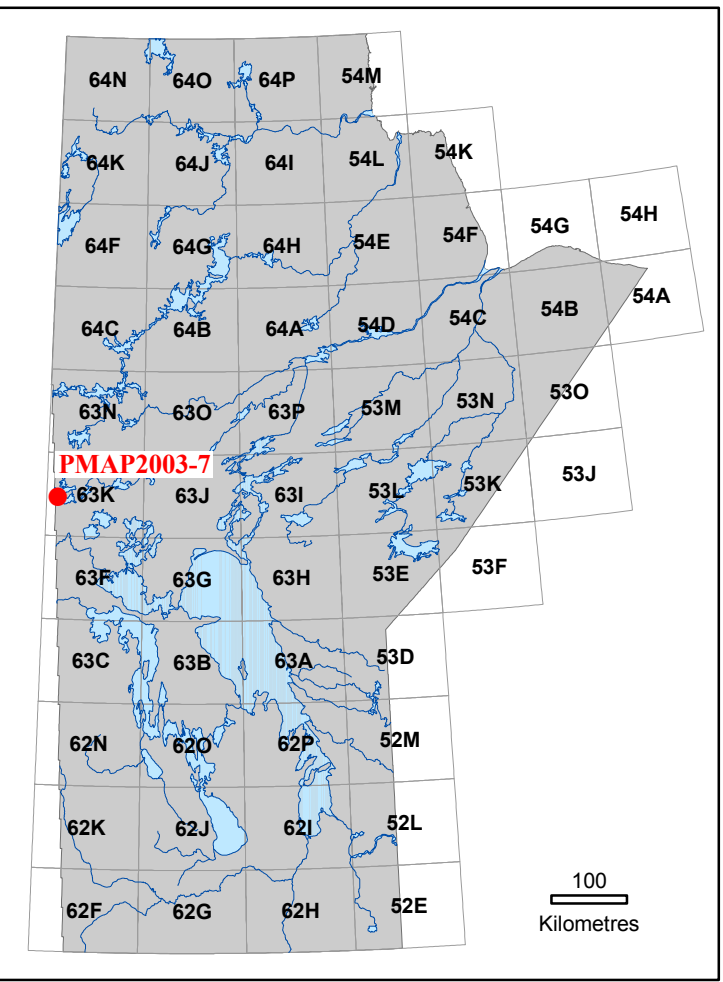 64N 64O 64P 54M
64K 64J 64I 54L 54K
64F 64G 64H 54E 54F 54G 54H
64C 64B 64A 54D 54C 54B 54A
63N 63O 63P 53M 53N 53O
PMAP2003-7
63K 63J 63I 53L 53K 53J
63F 63G 63H 53E 53F
63C 63B 63A 53D
62N 62O 62P 52M
62K 62J 62I 52L
62F 62G 62H 52E
100
Kilometres